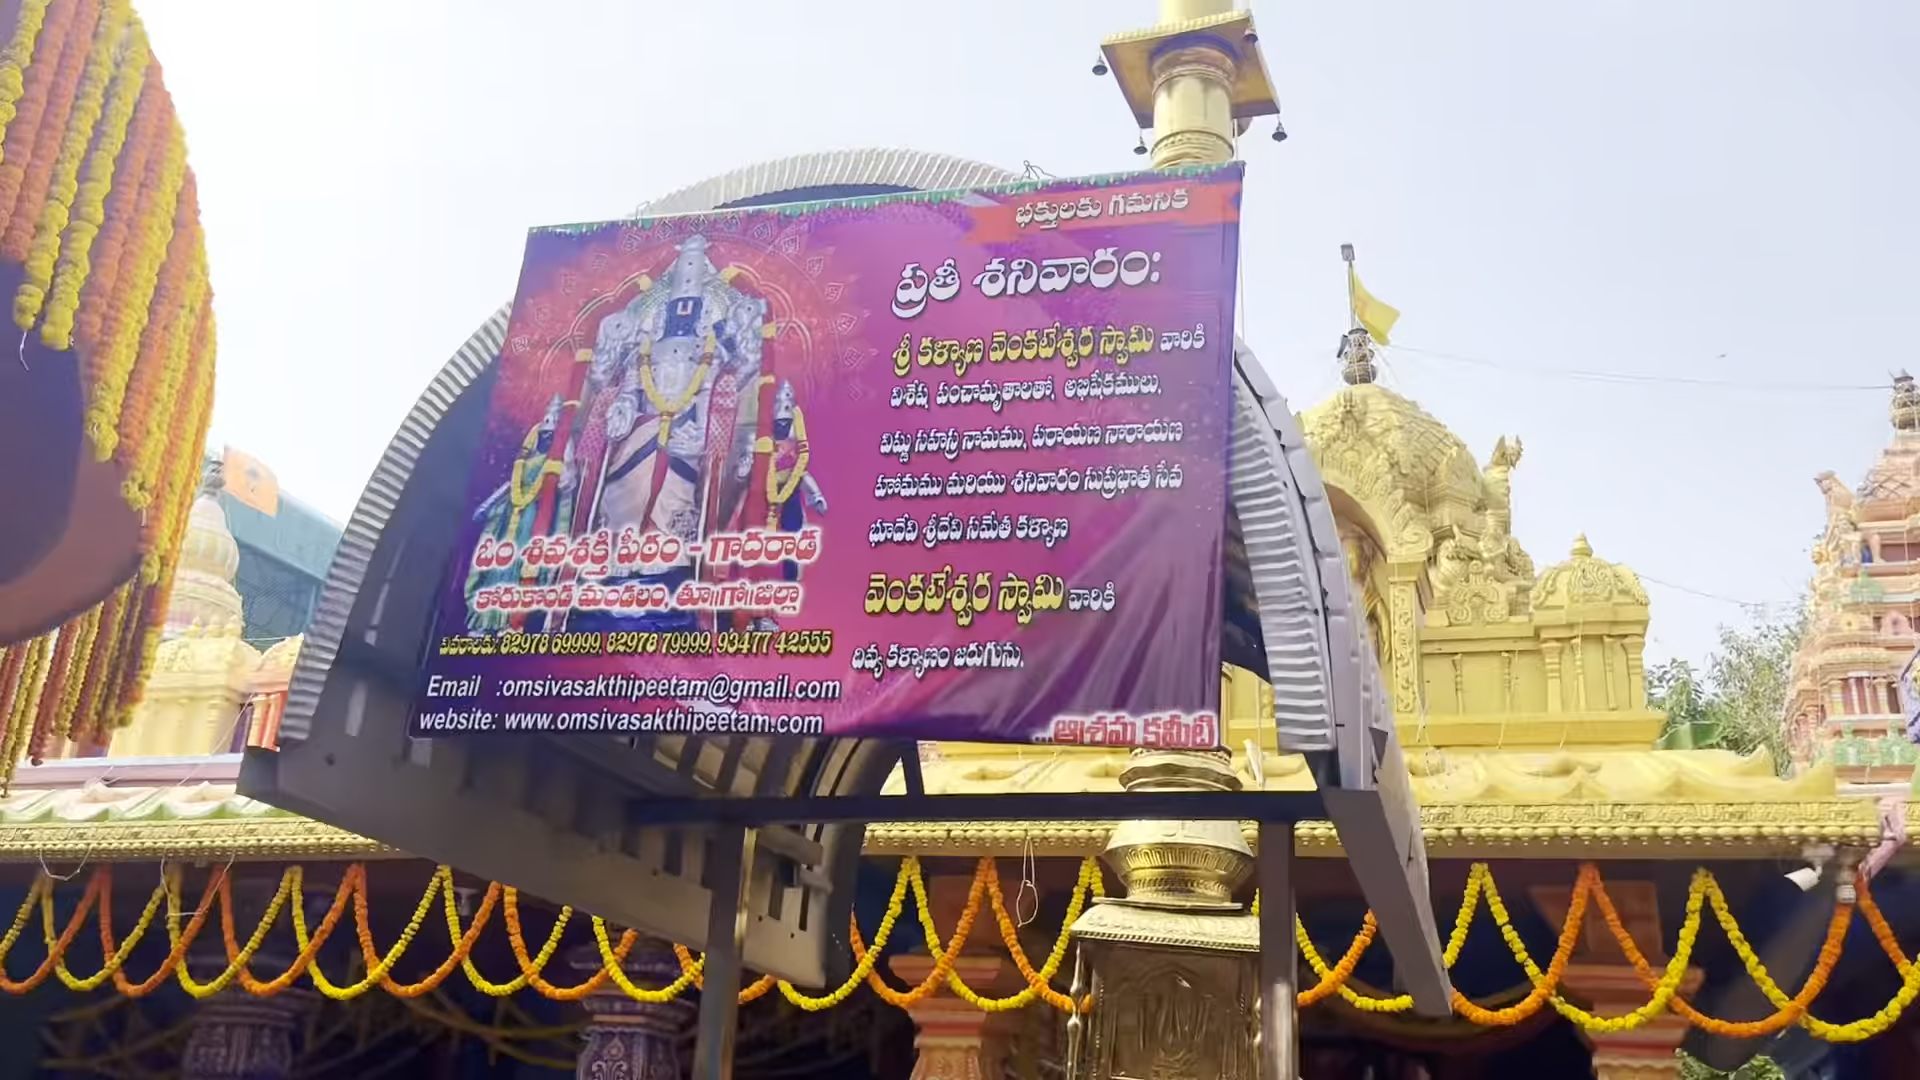 భక్తులకు గమనిక
ప్రతీ శనివారం:
శ్రీ కళ్యాణ వెంకటేశ్వర స్వామి వారికి
విశేష పంచామృతాలతో, అభిషేకములు,
విష్ణు సహస్ర నామము, పరాయణ నారాయణ
హోమము మరియు శనివారం సుప్రభాత సేవ
భూదేవి శ్రీదేవి సమేత కళ్యాణ
వెంకటేశ్వర స్వామి వారికి
దివ్య కళ్యాణం జరుగును.
...ఆశ్రమ కమిటి
ఓం శివశక్తి పీఠం - గాదరాడ
కోరుకొండ మండలం, తూ॥గో॥జిల్లా
వివరాలకు: 82978 69999, 82978 79999, 93477 42555
Email :omsivasakthipeetam@gmail.com
website: www.omsivasakthipeetam.com